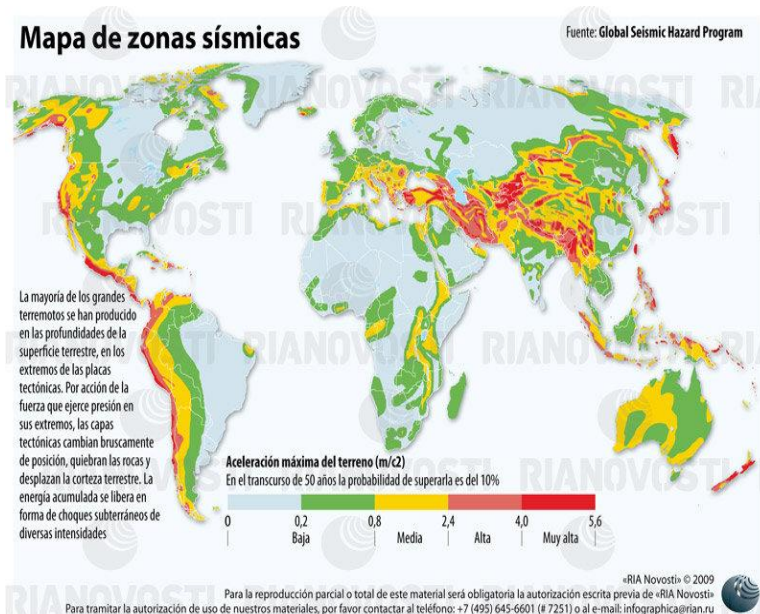 Mapa de zonas sísmicas
Fuente: Global Seismic Hazard Program
RIANOVOSTI
La mayoría de los grandes
terremotos se han producido
en las profundidades de la
superficie terrestre, en los
extremos de las placas
tectónicas. Por acción de la
fuerza que ejerce presión en
sus extremos, las capas
tectónicas cambian bruscamente
de posición, quiebran las rocas y
desplazan la corteza terrestre. La
energía acumulada se libera en
forma de choques subterráneos de
diversas intensidades
Aceleración máxima del terreno (m/c2)
En el transcurso de 50 años la probabilidad de superarla es del 10%
0 0,2 0,8 2,4 4,0 5,6
Baja Media Alta Muy alta
«RIA Novosti» © 2009
Para la reproducción parcial o total de este material será obligatoria la autorización escrita previa de «RIA Novosti»
Para tramitar la autorización de uso de nuestros materiales, por favor contactar al teléfono: +7 (495) 645-6601 (# 7251) o al e-mail: infographica@rian.ru